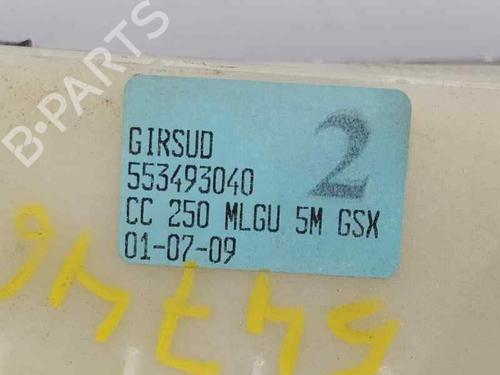 B-PARTS
GIRSUD
553493040
CC 250 MLGU 5M GSX
01-07-09
2